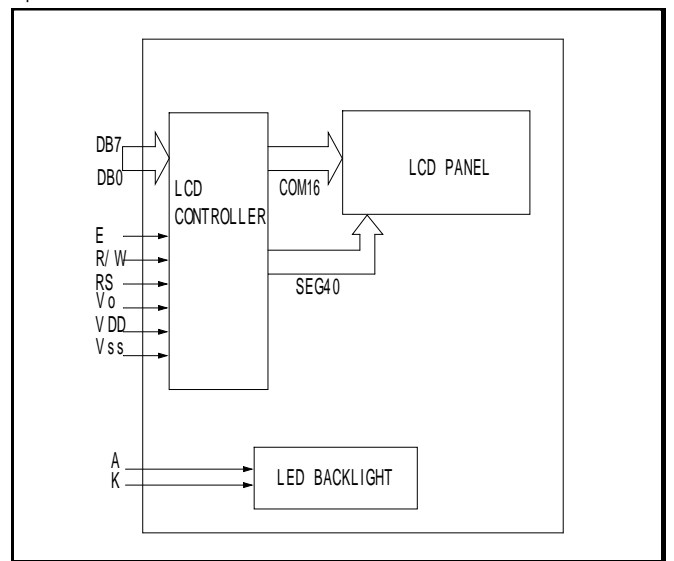 DB7
DB0
LCD
CONTROLLER
COM16
LCD PANEL
E
R/W
RS
Vo
VDD
Vss
SEG40
A
K
LED BACKLIGHT